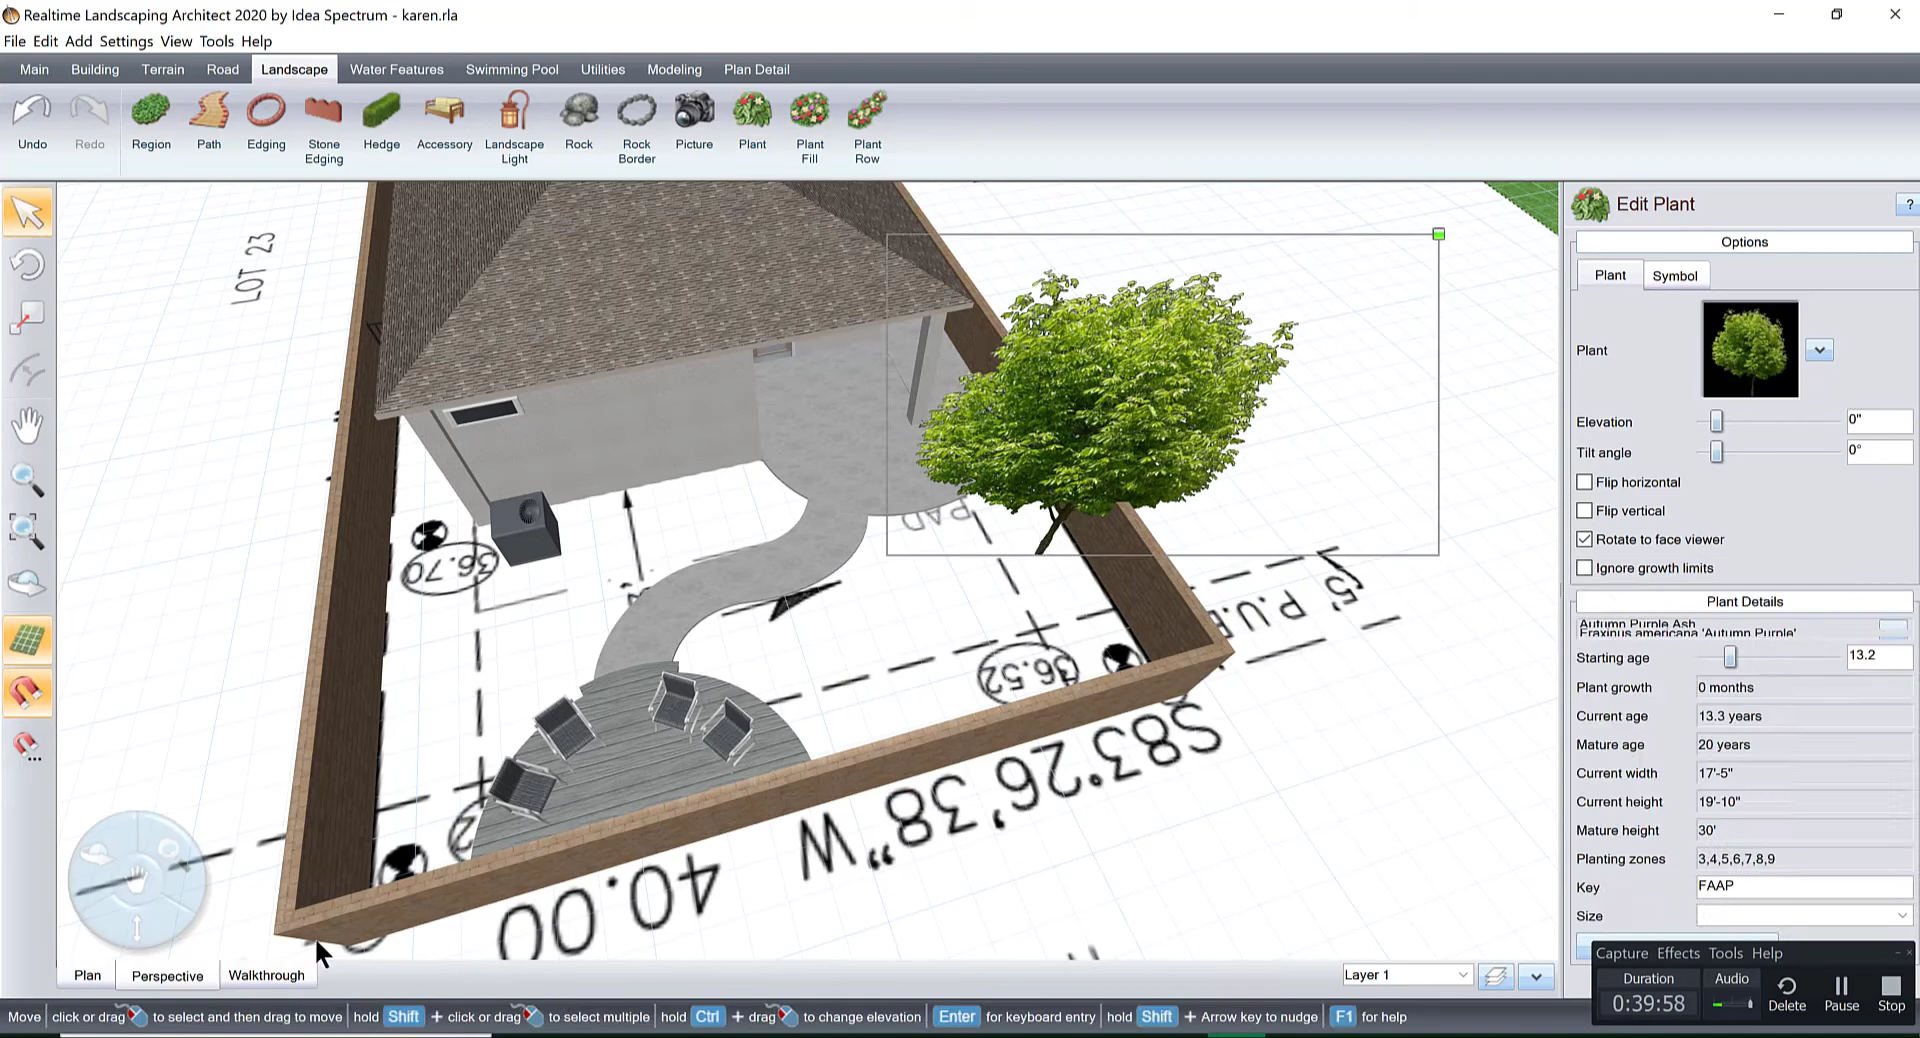 Realtime Landscaping Architect 2020 by Idea Spectrum - karen.rla
File Edit Add Settings View Tools Help
Main Building Terrain Road Landscape Water Features Swimming Pool Utilities Modeling Plan Detail
Undo Redo Region Path Edging Stone Edging Hedge Accessory Landscape Light Rock Rock Border Picture Plant Plant Fill Plant Row
LOT 23
36.70
PAD
5' P.U.
36.52
S83°26'38"W
40.00
2
Edit Plant
?
Options
Plant Symbol
Plant
Elevation 0"
Tilt angle 0°
Flip horizontal
Flip vertical
Rotate to face viewer
Ignore growth limits
Plant Details
Autumn Purple Ash
Fraxinus americana 'Autumn Purple'
Starting age 13.2
Plant growth 0 months
Current age 13.3 years
Mature age 20 years
Current width 17'-5"
Current height 19'-10"
Mature height 30'
Planting zones 3,4,5,6,7,8,9
Key FAAP
Size
Capture Effects Tools Help
Duration Audio
0:39:58 Delete Pause Stop
Plan Perspective Walkthrough
Layer 1
Move click or drag to select and then drag to move hold Shift + click or drag to select multiple hold Ctrl + drag to change elevation Enter for keyboard entry hold Shift + Arrow key to nudge F1 for help